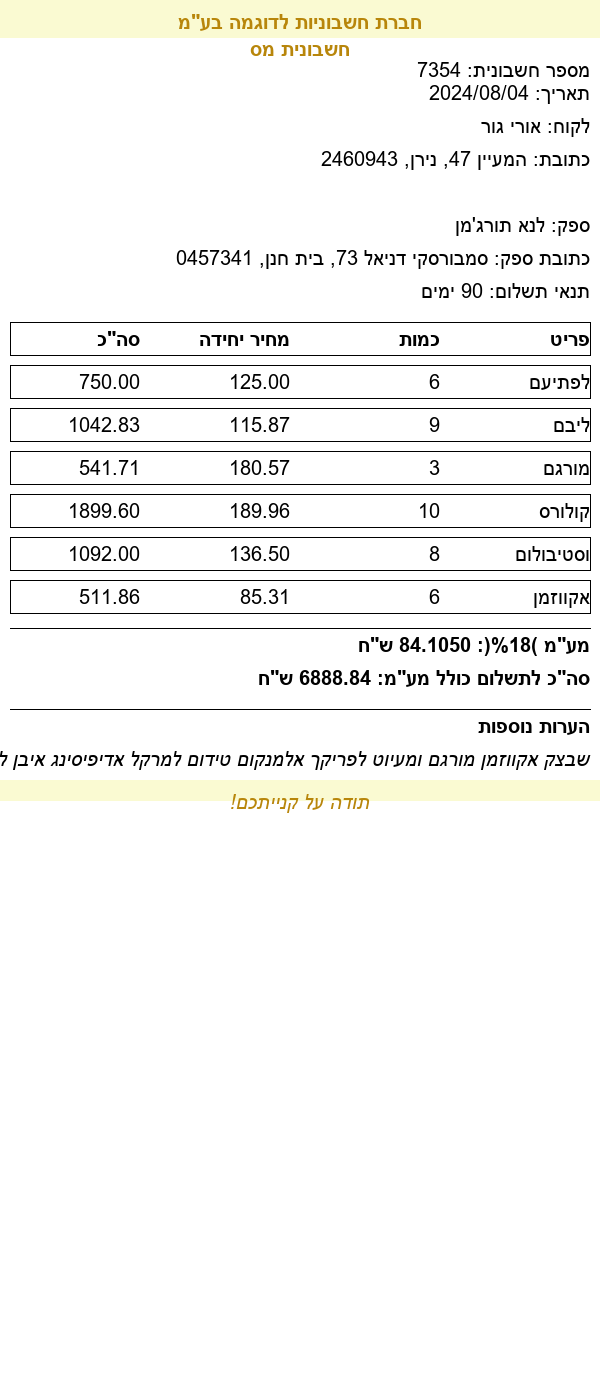 חברת חשבוניות לדוגמה בע"מ
חשבונית מס
מספר חשבונית: 7354
תאריך: 2024/08/04
לקוח: אורי גור
כתובת: המעיין 47, נירן, 2460943
ספק: לנא תורג'מן
כתובת ספק: סמבורסקי דניאל 73, בית חנן, 0457341
תנאי תשלום: 90 ימים
פריט כמות מחיר יחידה סה"כ
לפתיעם 6 125.00 750.00
ליבם 9 115.87 1042.83
מורגם 3 180.57 541.71
קולורס 10 189.96 1899.60
וסטיבולום 8 136.50 1092.00
אקווזמן 6 85.31 511.86
מע"מ )18%(: 84.1050 ש"ח
סה"כ לתשלום כולל מע"מ: 6888.84 ש"ח
הערות נוספות
שבצק אקווזמן מורגם ומעיוט לפריקך אלמנקום טידום למרקל אדיפיסינג איבן ל
תודה על קנייתכם!